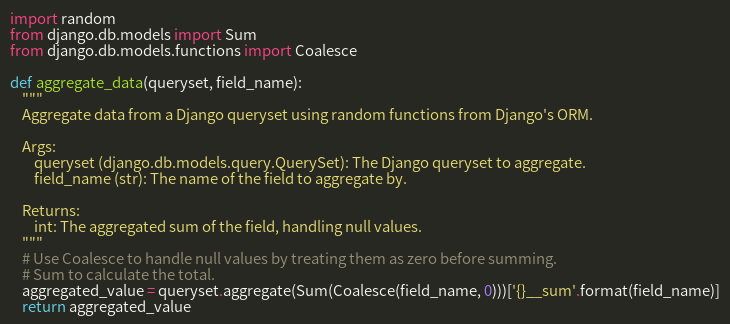 import random
from django.db.models import Sum
from django.db.models.functions import Coalesce

def aggregate_data(queryset, field_name):
    """
    Aggregate data from a Django queryset using random functions from Django's ORM.

    Args:
        queryset (django.db.models.query.QuerySet): The Django queryset to aggregate.
        field_name (str): The name of the field to aggregate by.

    Returns:
        int: The aggregated sum of the field, handling null values.
    """
    # Use Coalesce to handle null values by treating them as zero before summing.
    # Sum to calculate the total.
    aggregated_value = queryset.aggregate(Sum(Coalesce(field_name, 0)))['{}__sum'.format(field_name)]
    return aggregated_value